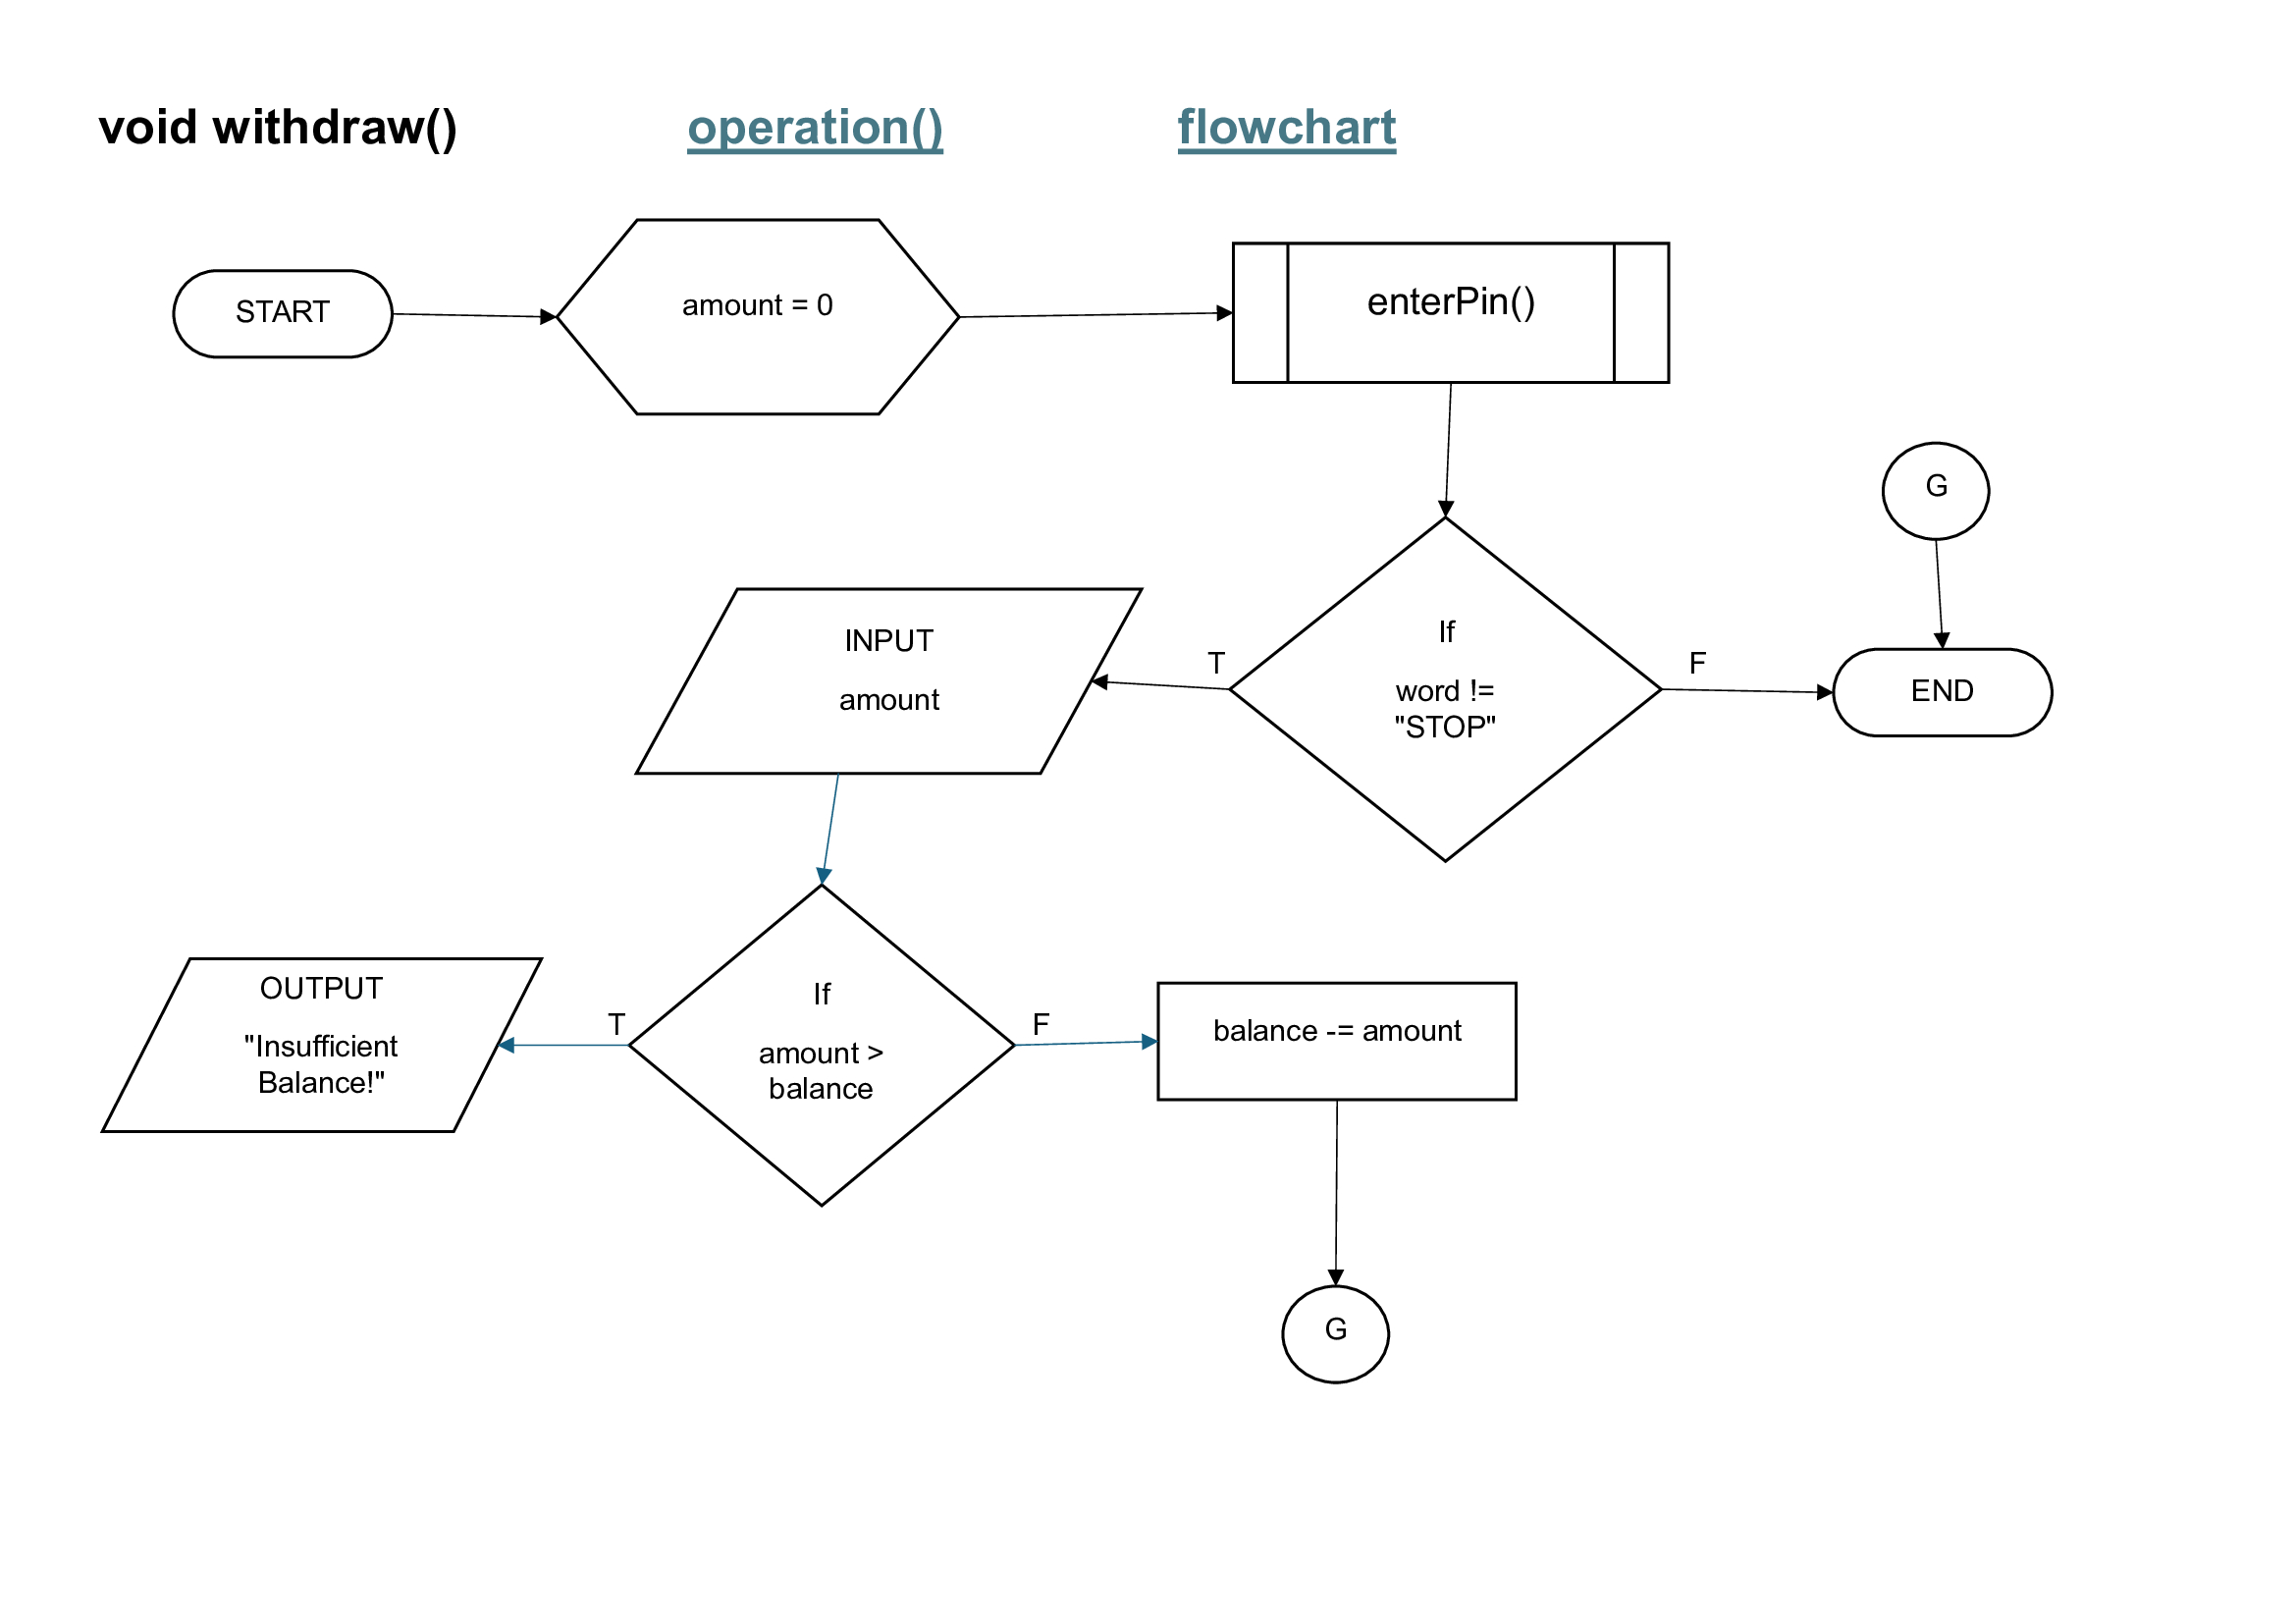 void withdraw() operation() flowchart
START
amount = 0
enterPin()
G
If
word !=
"STOP"
T
F
END
INPUT
amount
If
amount >
balance
T
F
OUTPUT
"Insufficient
Balance!"
balance -= amount
G